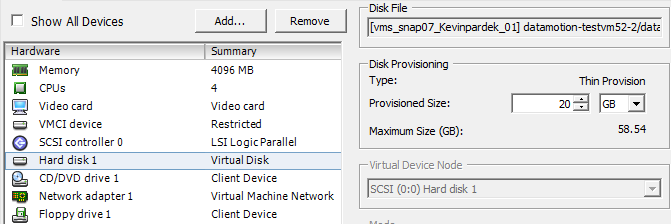 Show All Devices Add... Remove
Hardware Summary
Memory 4096 MB
CPUs 4
Video card Video card
VMCI device Restricted
SCSI controller 0 LSI Logic Parallel
Hard disk 1 Virtual Disk
CD/DVD drive 1 Client Device
Network adapter 1 Virtual Machine Network
Floppy drive 1 Client Device
Disk File
[vms_snap07_Kevinpardek_01] datamotion-testvm52-2/data
Disk Provisioning
Type: Thin Provision
Provisioned Size: 20 GB
Maximum Size (GB): 58.54
Virtual Device Node
SCSI (0:0) Hard disk 1
Mode